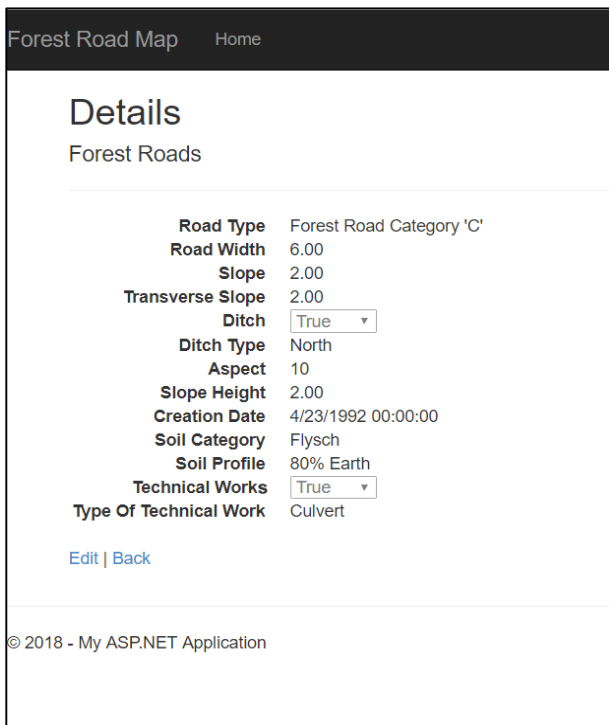 Forest Road Map Home
Details
Forest Roads
Road Type Forest Road Category 'C'
Road Width 6.00
Slope 2.00
Transverse Slope 2.00
Ditch True
Ditch Type North
Aspect 10
Slope Height 2.00
Creation Date 4/23/1992 00:00:00
Soil Category Flysch
Soil Profile 80% Earth
Technical Works True
Type Of Technical Work Culvert
Edit | Back
© 2018 - My ASP.NET Application